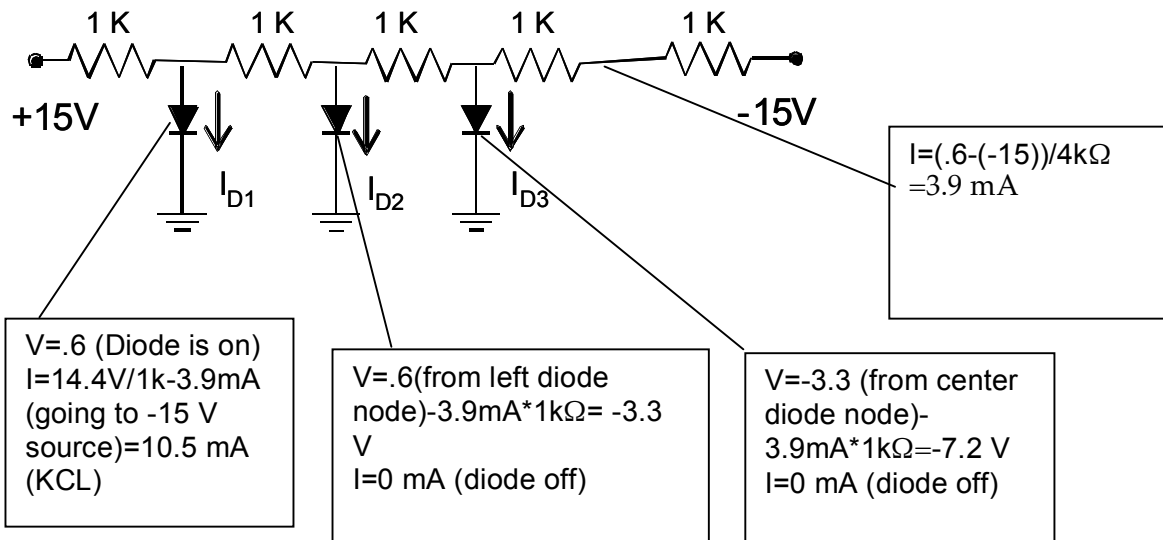 1 K 1 K 1 K 1 K 1 K
+15V -15V
I_D1 I_D2 I_D3
I=(.6-(-15))/4kΩ
=3.9 mA
V=.6 (Diode is on)
I=14.4V/1k-3.9mA
(going to -15 V
source)=10.5 mA
(KCL)
V=.6(from left diode
node)-3.9mA*1kΩ= -3.3
V
I=0 mA (diode off)
V=-3.3 (from center
diode node)-
3.9mA*1kΩ=-7.2 V
I=0 mA (diode off)